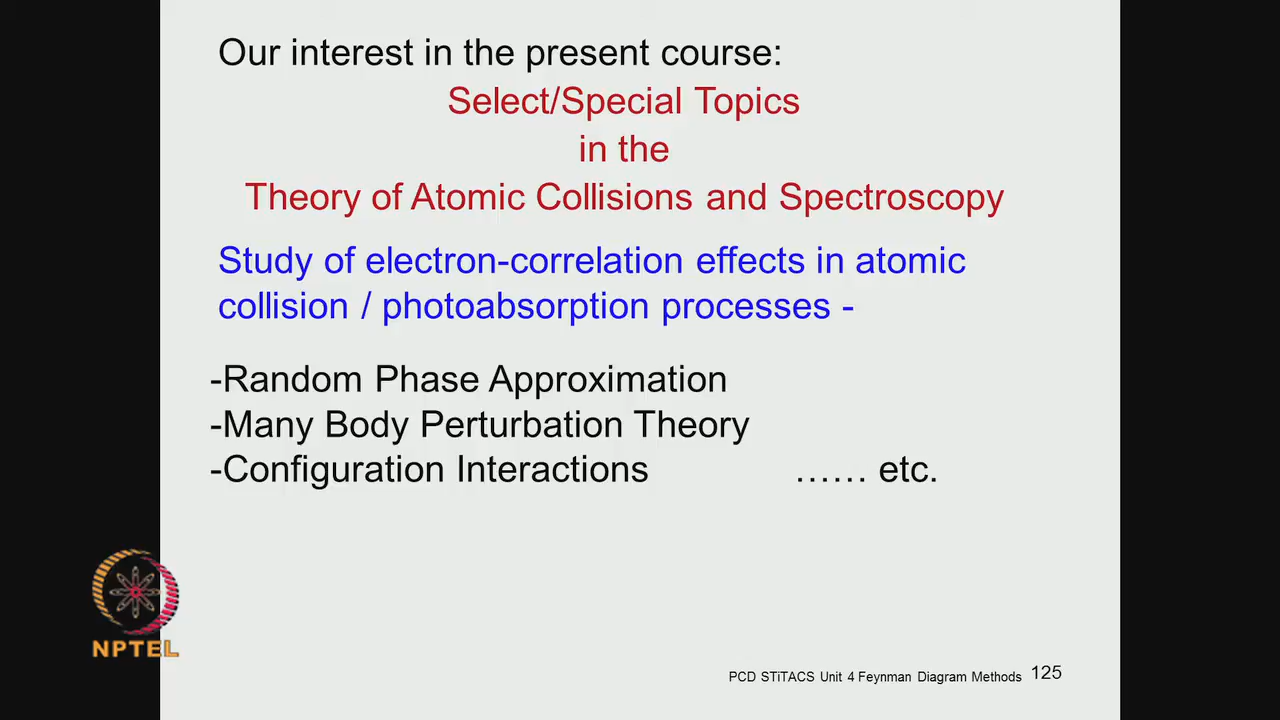 Our interest in the present course:
Select/Special Topics
in the
Theory of Atomic Collisions and Spectroscopy
Study of electron-correlation effects in atomic
collision / photoabsorption processes -
-Random Phase Approximation
-Many Body Perturbation Theory
-Configuration Interactions …… etc.
NPTEL
PCD STiTACS Unit 4 Feynman Diagram Methods 125